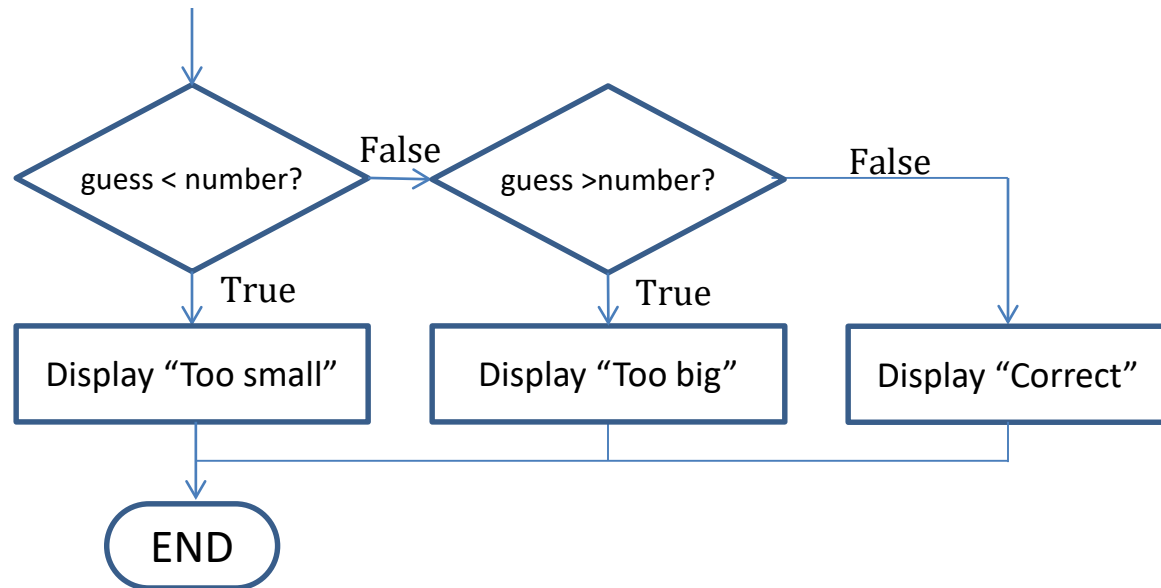 guess < number?
False
guess >number?
False
True
True
Display “Too small”
Display “Too big”
Display “Correct”
END